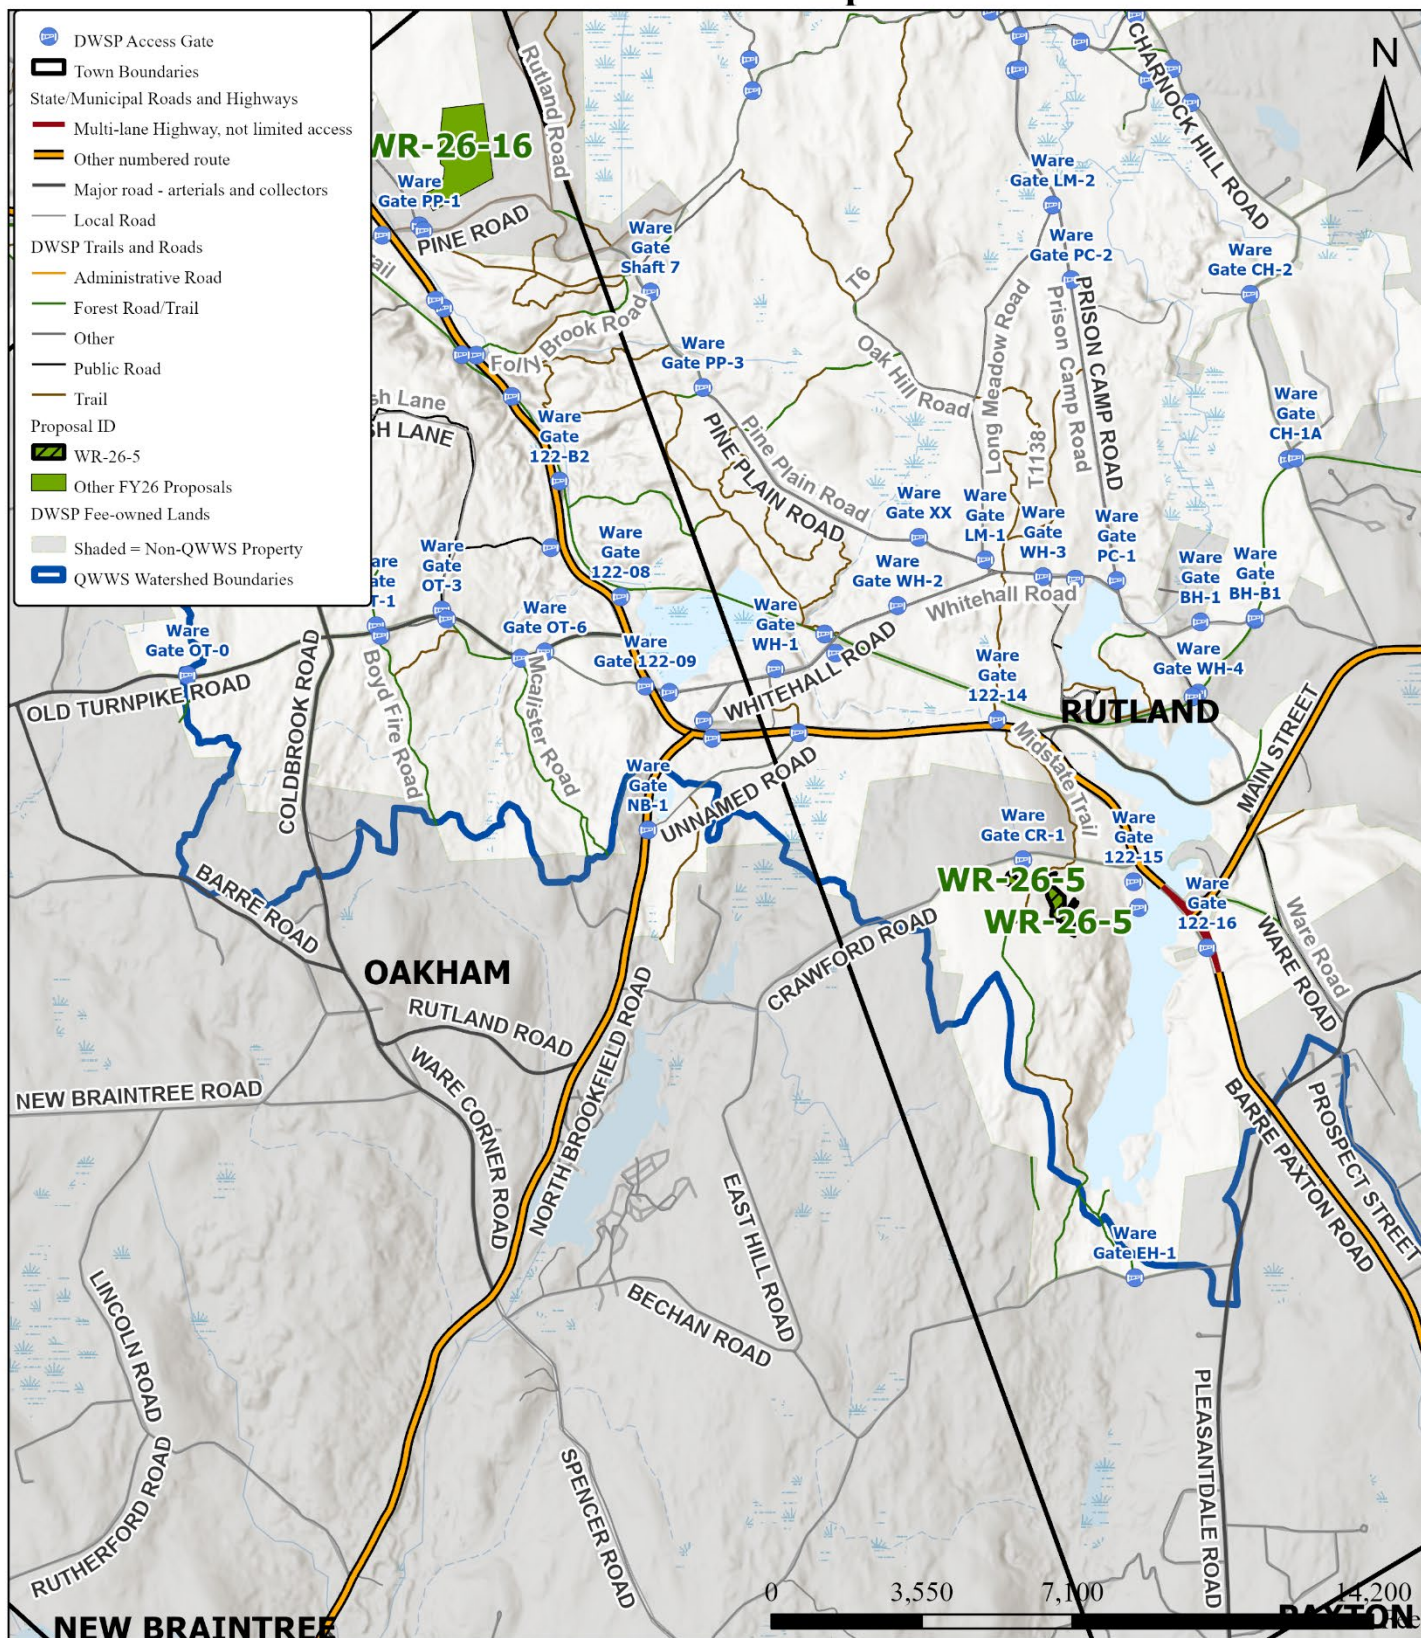 DWSP Access Gate
Town Boundaries
State/Municipal Roads and Highways
Multi-lane Highway, not limited access
Other numbered route
Major road - arterials and collectors
Local Road
DWSP Trails and Roads
Administrative Road
Forest Road/Trail
Other
Public Road
Trail
Proposal ID
WR-26-5
Other FY26 Proposals
DWSP Fee-owned Lands
Shaded = Non-QWWS Property
QWWS Watershed Boundaries
N
Rutland Road
CHARNOCK HILL ROAD
WR-26-16
Ware
Gate PP-1
PINE ROAD
Ware
Gate
Shaft 7
Ware
Gate LM-2
Ware
Gate PC-2
Ware
Gate CH-2
T6
Folly Brook Road
Ware
Gate PP-3
Oak Hill Road
Long Meadow Road
Prison Camp Road
PRISON CAMP ROAD
sh Lane
SH LANE
Ware
Gate
122-B2
PINE PLAIN ROAD
Pine Plain Road
T1138
Ware
Gate
CH-1A
Ware
Gate XX
Ware
Gate
LM-1
Ware
Gate
WH-3
Ware
Gate
PC-1
Ware
Gate
OT-3
Ware
Gate
122-08
Ware
Gate WH-2
Whitehall Road
Ware
Gate
BH-1
Ware
Gate
BH-B1
Ware
Gate OT-0
Ware
Gate OT-6
Ware
Gate 122-09
Ware
Gate
WH-1
WHITEHALL ROAD
Ware
Gate
122-14
Ware
Gate WH-4
OLD TURNPIKE ROAD
COLDBROOK ROAD
Boyd Fire Road
Mcalister Road
RUTLAND
MAIN STREET
Midstate Trail
Ware
Gate
NB-1
UNNAMED ROAD
Ware
Gate CR-1
Ware
Gate
122-15
WR-26-5
WR-26-5
Ware
Gate
122-16
BARRE ROAD
OAKHAM
CRAWFORD ROAD
WARE ROAD
Ware Road
RUTLAND ROAD
NORTH BROOKFIELD ROAD
NEW BRAINTREE ROAD
WARE CORNER ROAD
BARRE PAXTON ROAD
PROSPECT STREET
EAST HILL ROAD
Ware
Gate EH-1
LINCOLN ROAD
BECHAN ROAD
PLEASANTDALE ROAD
RUTHERFORD ROAD
SPENCER ROAD
0 3,550 7,100 14,200
NEW BRAINTREE
PAXTON